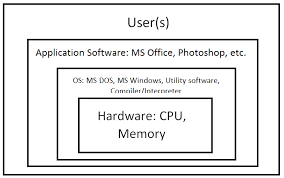 User(s)
Application Software: MS Office, Photoshop, etc.
OS: MS DOS, MS Windows, Utility software,
Compiler/Interpreter
Hardware: CPU,
Memory